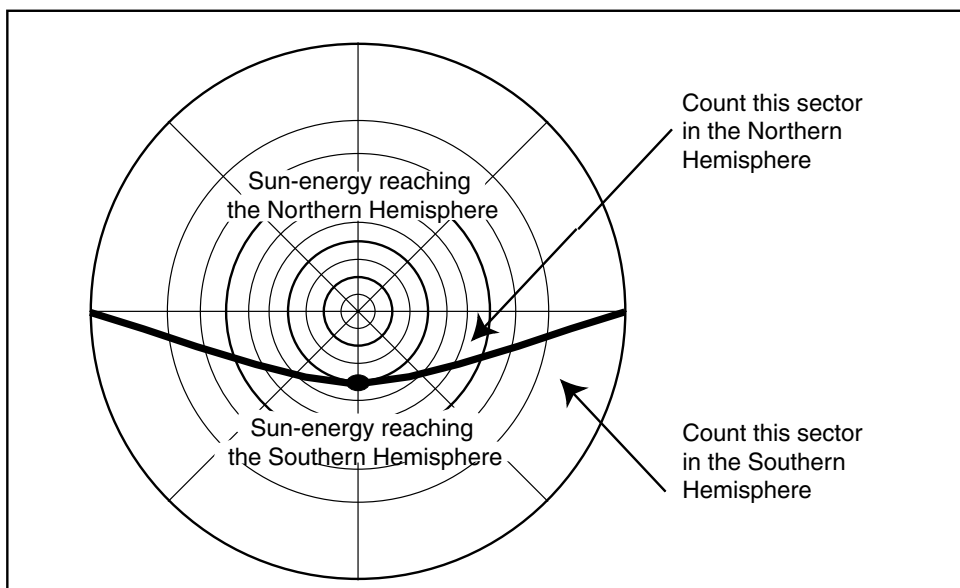 Count this sector
in the Northern
Hemisphere
Sun-energy reaching
the Northern Hemisphere
Sun-energy reaching
the Southern Hemisphere
Count this sector
in the Southern
Hemisphere